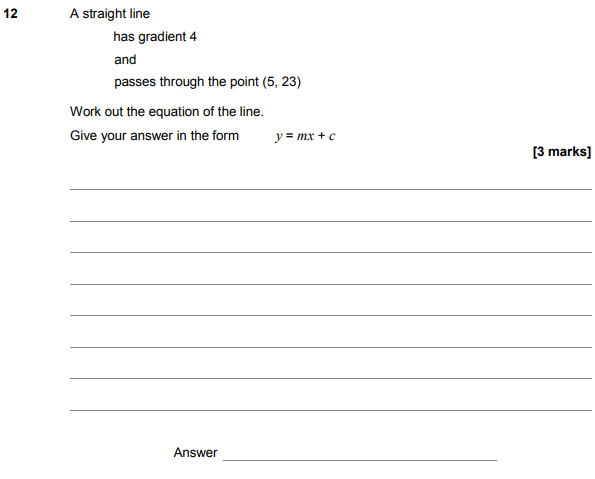 12 A straight line
has gradient 4
and
passes through the point (5, 23)
Work out the equation of the line.
Give your answer in the form y = mx + c
[3 marks]
Answer